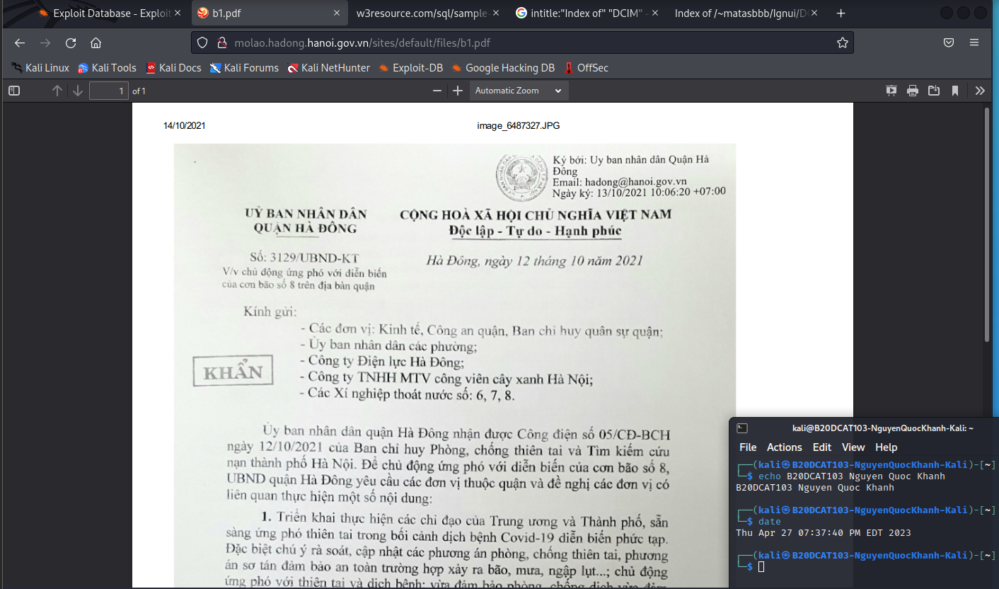 Exploit Database - Exploit
b1.pdf
w3resource.com/sql/sample-
intitle:"Index of" "DCIM" -
Index of /~matasbbb/Ignui/D
molao.hadong.hanoi.gov.vn/sites/default/files/b1.pdf
Kali Linux
Kali Tools
Kali Docs
Kali Forums
Kali NetHunter
Exploit-DB
Google Hacking DB
OffSec
1 of 1
Automatic Zoom
14/10/2021
image_6487327.JPG
Ký bởi: Uy ban nhân dân Quận Hà
Đông
Email: hadong@hanoi.gov.vn
Ngày ký: 13/10/2021 10:06:20 +07:00
UỶ BAN NHÂN DÂN
QUẬN HÀ ĐÔNG
CỘNG HOÀ XÃ HỘI CHỦ NGHĨA VIỆT NAM
Độc lập - Tự do - Hạnh phúc
Số: 3129/UBND-KT
V/v chủ động ứng phó với diễn biến
của cơn bão số 8 trên địa bàn quận
Hà Đông, ngày 12 tháng 10 năm 2021
Kính gửi:
- Các đơn vị: Kinh tế, Công an quận, Ban chỉ huy quân sự quận;
- Ủy ban nhân dân các phường;
- Công ty Điện lực Hà Đông;
- Công ty TNHH MTV công viên cây xanh Hà Nội;
- Các Xí nghiệp thoát nước số: 6, 7, 8.
KHẨN
Ủy ban nhân dân quận Hà Đông nhận được Công điện số 05/CĐ-BCH
ngày 12/10/2021 của Ban chỉ huy Phòng, chống thiên tai và Tìm kiếm cứu
nạn thành phố Hà Nội. Để chủ động ứng phó với diễn biến của cơn bão số 8,
UBND quận Hà Đông yêu cầu các đơn vị thuộc quận và đề nghị các đơn vị có
liên quan thực hiện một số nội dung:
1. Triển khai thực hiện các chỉ đạo của Trung ương và Thành phố, sẵn
sàng ứng phó thiên tai trong bối cảnh dịch bệnh Covid-19 diễn biến phức tạp.
Đặc biệt chú ý rà soát, cập nhật các phương án phòng, chống thiên tai, phương
án sơ tán đảm bảo an toàn trường hợp xảy ra bão, mưa, ngập lụt...; chủ động
ứng phó với thiên tai và dịch bệnh; vừa đảm bảo phòng, chống dịch vừa đảm
kali@B20DCAT103-NguyenQuocKhanh-Kali: ~
File Actions Edit View Help
┌──(kali㉿B20DCAT103-NguyenQuocKhanh-Kali)-[~]
└─$ echo B20DCAT103 Nguyen Quoc Khanh
B20DCAT103 Nguyen Quoc Khanh
┌──(kali㉿B20DCAT103-NguyenQuocKhanh-Kali)-[~]
└─$ date
Thu Apr 27 07:37:40 PM EDT 2023
┌──(kali㉿B20DCAT103-NguyenQuocKhanh-Kali)-[~]
└─$